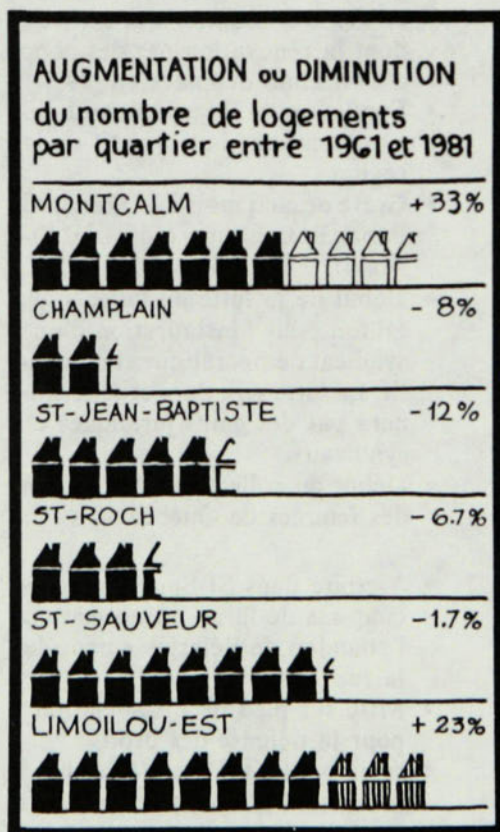 AUGMENTATION ou DIMINUTION
du nombre de logements
par quartier entre 1961 et 1981
MONTCALM +33%
CHAMPLAIN - 8%
ST-JEAN-BAPTISTE -12%
ST-ROCH -6.7%
ST-SAUVEUR -1.7%
LIMOILOU-EST +23%